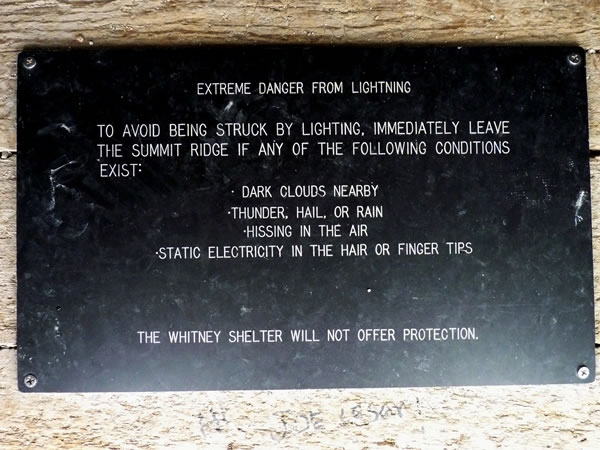 EXTREME DANGER FROM LIGHTNING
TO AVOID BEING STRUCK BY LIGHTING, IMMEDIATELY LEAVE
THE SUMMIT RIDGE IF ANY OF THE FOLLOWING CONDITIONS
EXIST:
· DARK CLOUDS NEARBY
·THUNDER, HAIL, OR RAIN
·HISSING IN THE AIR
·STATIC ELECTRICITY IN THE HAIR OR FINGER TIPS
THE WHITNEY SHELTER WILL NOT OFFER PROTECTION.